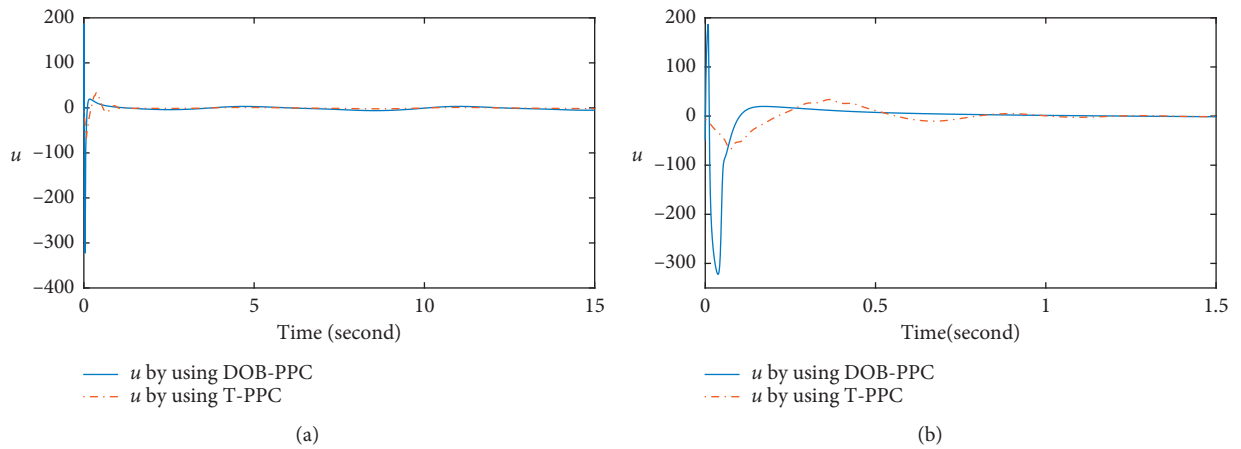 200
100
0
−100
−200
−300
−400
u
0
5
10
15
Time (second)
u by using DOB-PPC
u by using T-PPC
(a)
200
100
0
−100
−200
−300
u
0
0.5
1
1.5
Time(second)
u by using DOB-PPC
u by using T-PPC
(b)